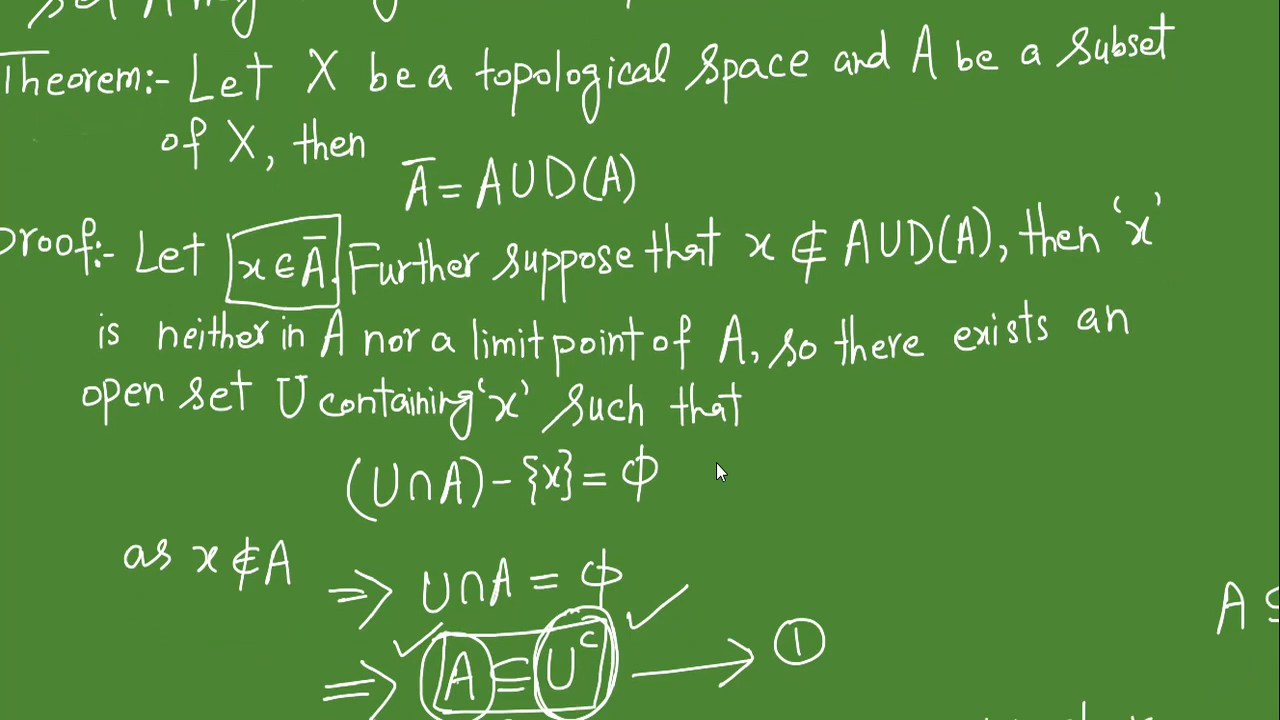 Theorem:- Let X be a topological space and A be a subset
of X, then
A̅ = A∪D(A)
Proof:- Let x ∈ A̅. Further suppose that x ∉ A∪D(A), then 'x'
is neither in A nor a limit point of A, so there exists an
open set U containing 'x' such that
(U∩A) - {x} = ϕ
as x ∉ A
⇒ U∩A = ϕ
A
⇒ A ⊆ Uᶜ → ①